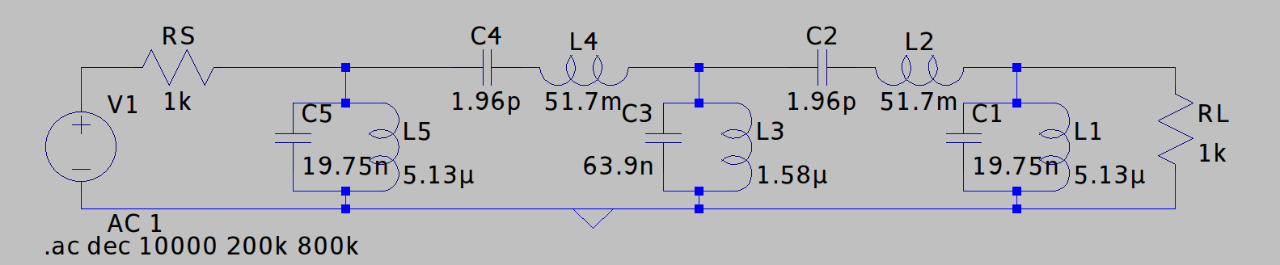 RS
1k
V1
AC 1
C5
19.75n
L5
5.13µ
C4
1.96p
L4
51.7m
C3
63.9n
L3
1.58µ
C2
1.96p
L2
51.7m
C1
19.75n
L1
5.13µ
RL
1k
.ac dec 10000 200k 800k